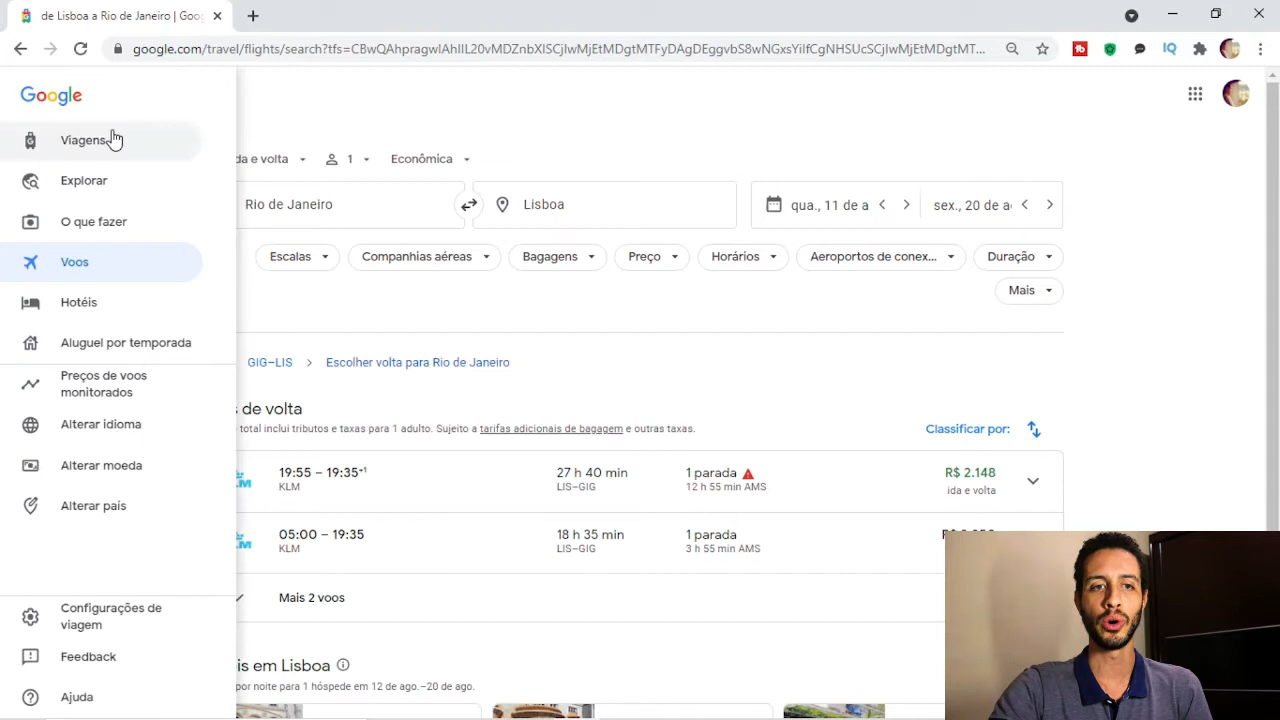 de Lisboa a Rio de Janeiro | Goog
google.com/travel/flights/search?tfs=
IQ
Google
Viagens
da e volta
1
Econômica
Explorar
Rio de Janeiro
Lisboa
qua., 11 de a
sex., 20 de a
O que fazer
Voos
Escalas
Companhias aéreas
Bagagens
Preço
Horários
Aeroportos de conex...
Duração
Mais
Hotéis
Aluguel por temporada
GIG–LIS
Escolher volta para Rio de Janeiro
Preços de voos
monitorados
s de volta
total inclui tributos e taxas para 1 adulto. Sujeito a tarifas adicionais de bagagem e outras taxas.
Classificar por:
Alterar idioma
Alterar moeda
Alterar país
19:55 – 19:35+1
KLM
27 h 40 min
LIS–GIG
1 parada
12 h 55 min AMS
R$ 2.148
ida e volta
05:00 – 19:35
KLM
18 h 35 min
LIS–GIG
1 parada
3 h 55 min AMS
Mais 2 voos
Configurações de
viagem
Feedback
Ajuda
is em Lisboa
por noite para 1 hóspede em 12 de ago.–20 de ago.